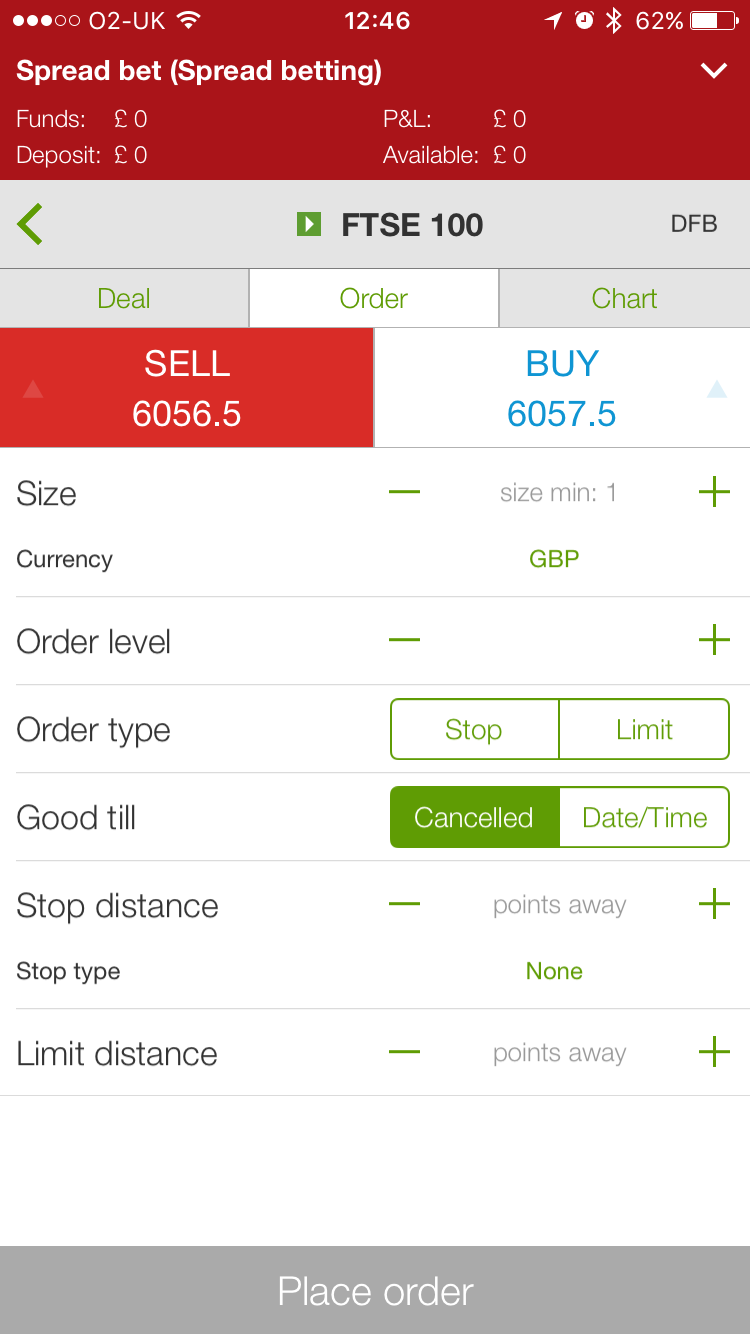 O2-UK 12:46 62%
Spread bet (Spread betting)
Funds: £ 0 P&L: £ 0
Deposit: £ 0 Available: £ 0
FTSE 100 DFB
Deal Order Chart
SELL BUY
6056.5 6057.5
Size size min: 1
Currency GBP
Order level
Order type Stop Limit
Good till Cancelled Date/Time
Stop distance points away
Stop type None
Limit distance points away
Place order